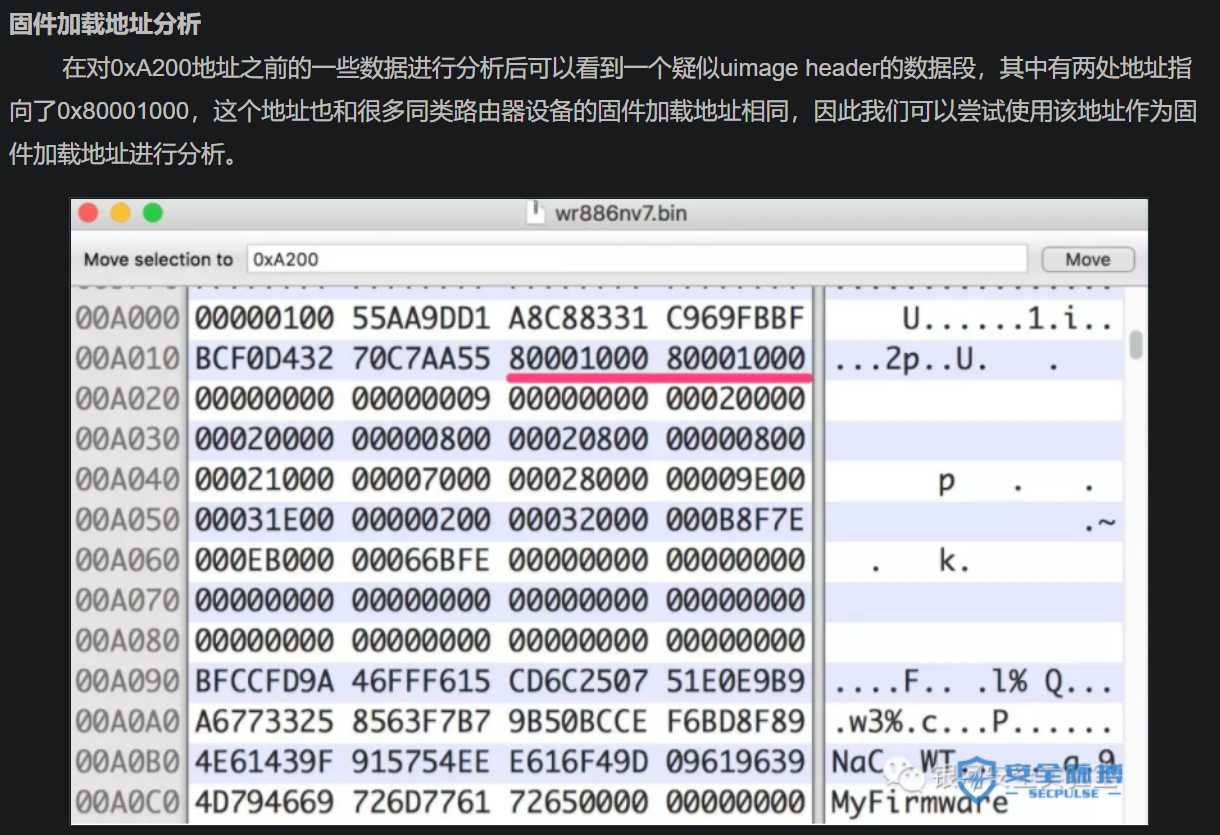 固件加载地址分析
在对0xA200地址之前的一些数据进行分析后可以看到一个疑似uimage header的数据段，其中有两处地址指
向了0x80001000，这个地址也和很多同类路由器设备的固件加载地址相同，因此我们可以尝试使用该地址作为固
件加载地址进行分析。
wr886nv7.bin
Move selection to 0xA200 Move
00A000 00000100 55AA9DD1 A8C88331 C969FBBF U......1.i..
00A010 BCF0D432 70C7AA55 80001000 80001000 ...2p..U. .
00A020 00000000 00000009 00000000 00020000
00A030 00020000 00000800 00020800 00000800
00A040 00021000 00007000 00028000 00009E00 p . .
00A050 00031E00 00000200 00032000 000B8F7E .~
00A060 000EB000 00066BFE 00000000 00000000 . k.
00A070 00000000 00000000 00000000 00000000
00A080 00000000 00000000 00000000 00000000
00A090 BFCCFD9A 46FFF615 CD6C2507 51E0E9B9 ....F.. .l% Q...
00A0A0 A6773325 8563F7B7 9B50BCCE F6BD8F89 .w3%.c...P......
00A0B0 4E61439F 915754EE E616F49D 09619639 NaC. WT. ... a 9
00A0C0 4D794669 726D7761 72650000 00000000 MyFirmware
安全脉搏
SECPULSE